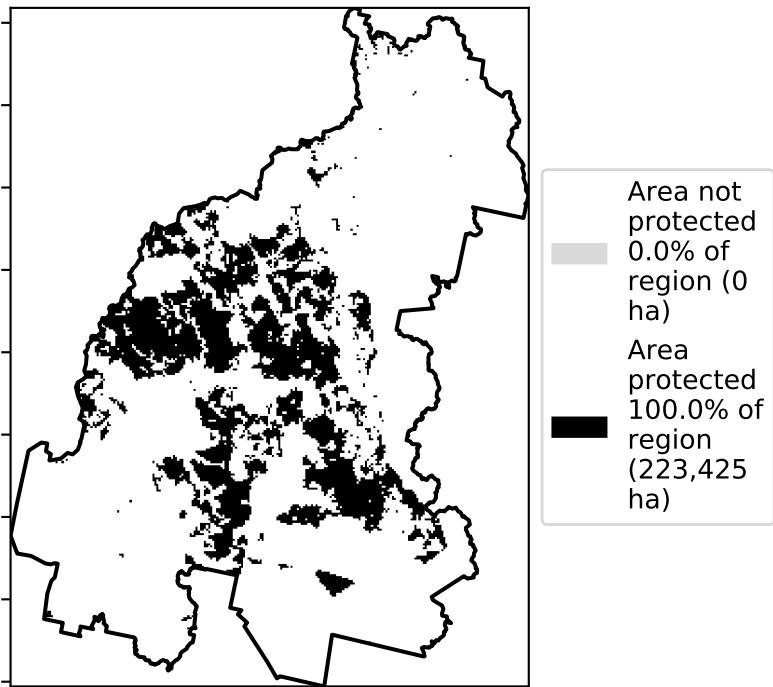 Area not
protected
0.0% of
region (0
ha)
Area
protected
100.0% of
region
(223,425
ha)